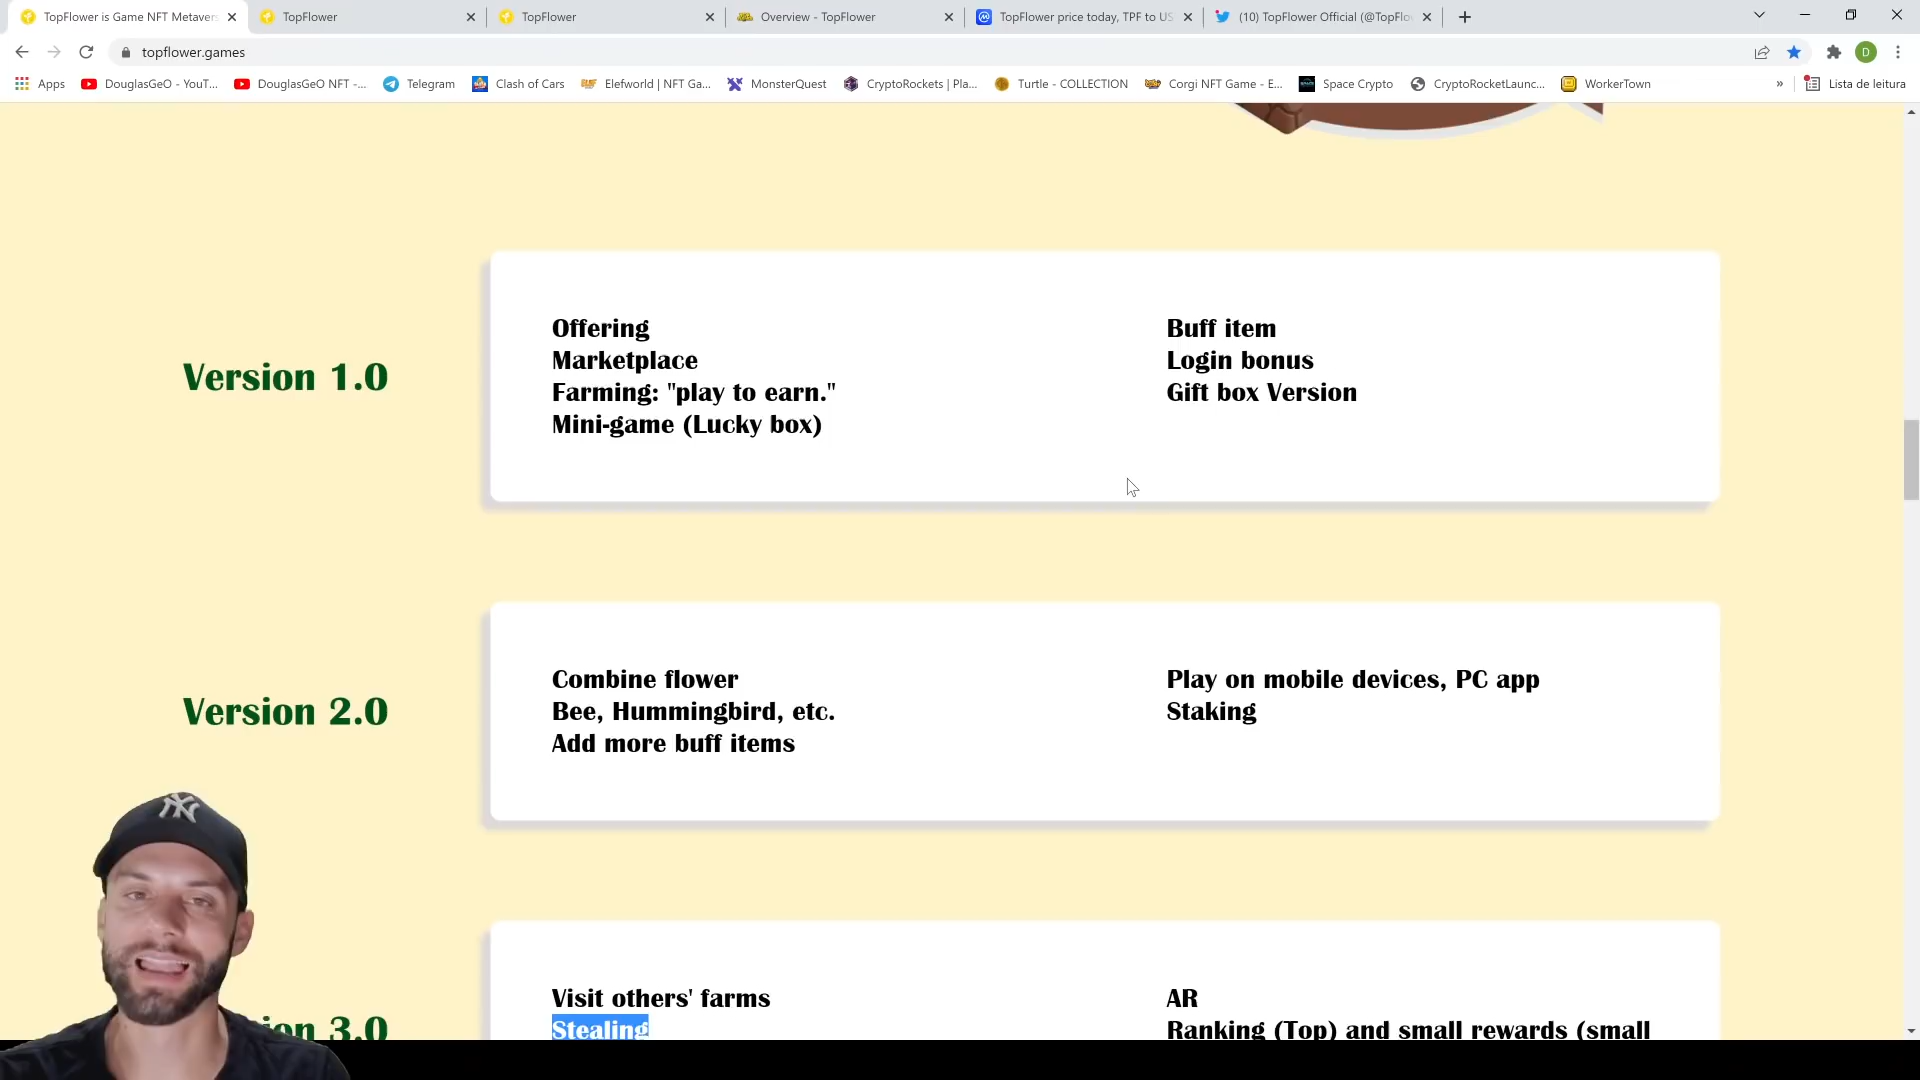 TopFlower is Game NFT Metavers
TopFlower
TopFlower
Overview - TopFlower
TopFlower price today, TPF to US
(10) TopFlower Official (@TopFlo
topflower.games
D
Apps
DouglasGeO - YouT...
DouglasGeO NFT -...
Telegram
Clash of Cars
Elefworld | NFT Ga...
MonsterQuest
CryptoRockets | Pla...
Turtle - COLLECTION
Corgi NFT Game - E...
Space Crypto
CryptoRocketLaunc...
WorkerTown
»
Lista de leitura
Version 1.0
Offering
Marketplace
Farming: "play to earn."
Mini-game (Lucky box)
Buff item
Login bonus
Gift box Version
Version 2.0
Combine flower
Bee, Hummingbird, etc.
Add more buff items
Play on mobile devices, PC app
Staking
ion 3.0
Visit others' farms
Stealing
AR
Ranking (Top) and small rewards (small
NY